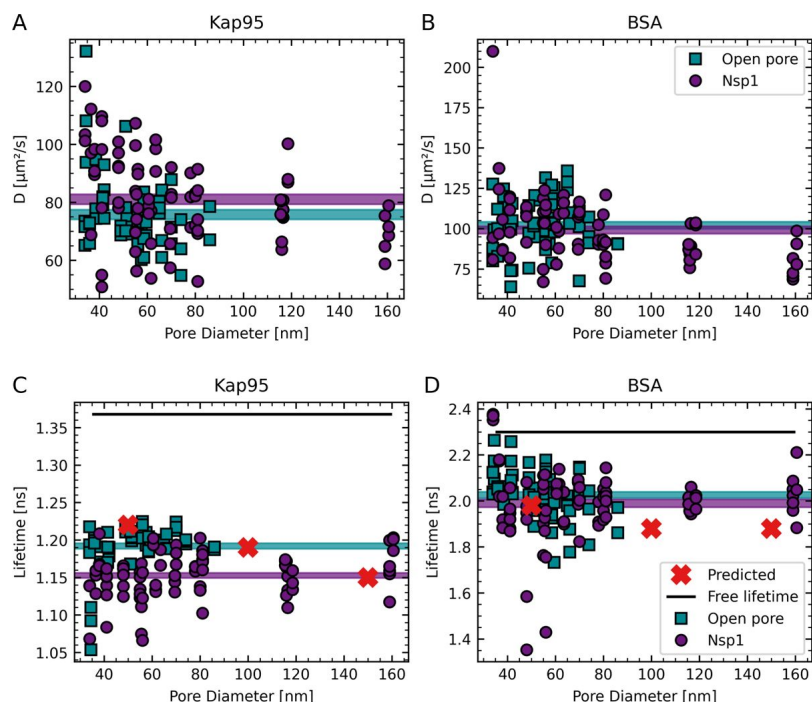 A
Kap95
D [µm²/s]
120
100
80
60
40 60 80 100 120 140 160
Pore Diameter [nm]
B
BSA
Open pore
Nsp1
D [µm²/s]
200
175
150
125
100
75
40 60 80 100 120 140 160
Pore Diameter [nm]
C
Kap95
Lifetime [ns]
1.35
1.30
1.25
1.20
1.15
1.10
1.05
40 60 80 100 120 140 160
Pore Diameter [nm]
D
BSA
Lifetime [ns]
2.4
2.2
2.0
1.8
1.6
1.4
Predicted
Free lifetime
Open pore
Nsp1
40 60 80 100 120 140 160
Pore Diameter [nm]